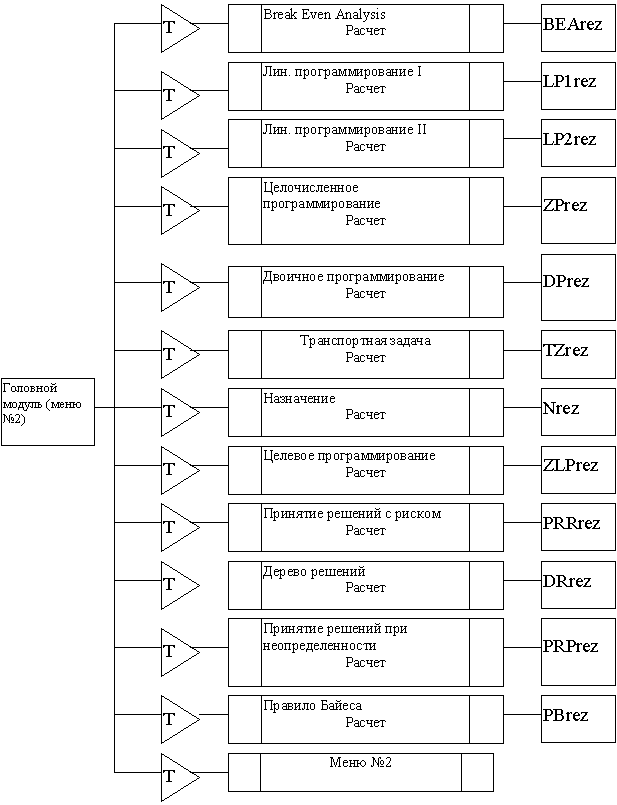 T
Break Even Analysis
Расчет
BEArez
T
Лин. программирование I
Расчет
LP1rez
T
Лин. программирование II
Расчет
LP2rez
T
Целочисленное
программирование
Расчет
ZPrez
T
Двоичное программирование
Расчет
DPrez
T
Транспортная задача
Расчет
TZrez
Головной
модуль (меню
№2)
T
Назначение
Расчет
Nrez
T
Целевое программирование
Расчет
ZLPrez
T
Принятие решений с риском
Расчет
PRRrez
T
Дерево решений
Расчет
DRrez
T
Принятие решений при
неопределенности
Расчет
PRPrez
T
Правило Байеса
Расчет
PBrez
T
Меню №2